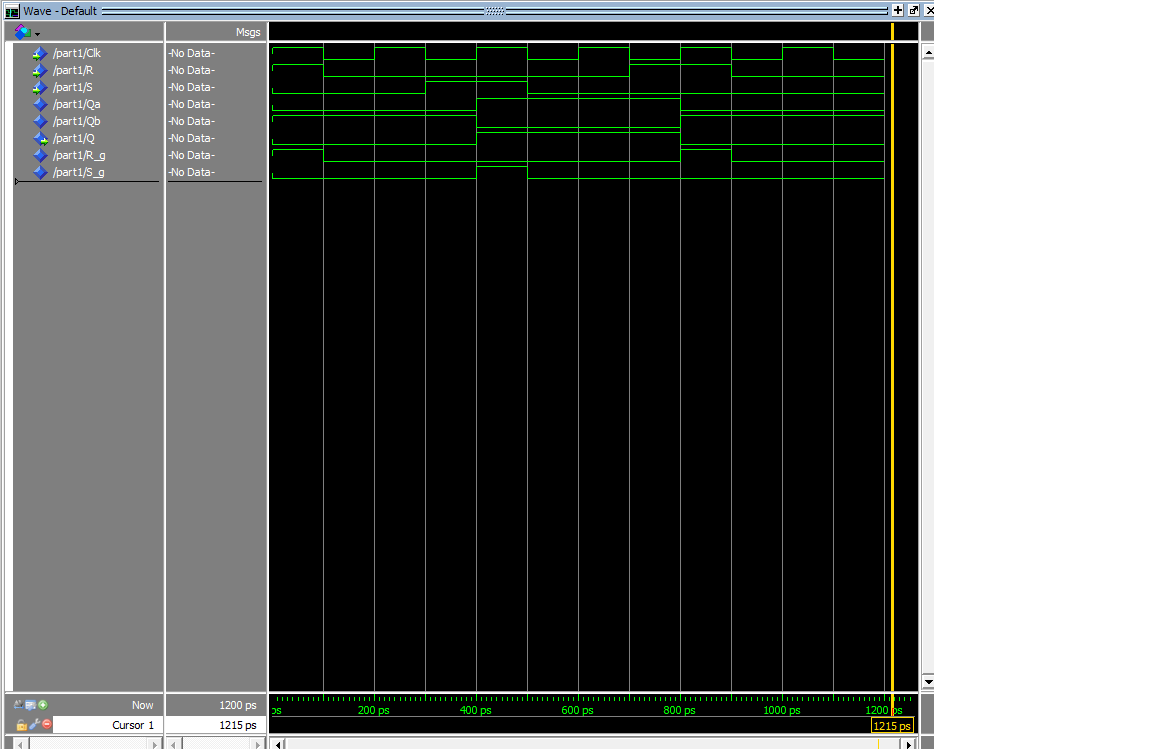 Wave - Default
Msgs
/part1/Clk -No Data-
/part1/R -No Data-
/part1/S -No Data-
/part1/Qa -No Data-
/part1/Qb -No Data-
/part1/Q -No Data-
/part1/R_g -No Data-
/part1/S_g -No Data-
Now 1200 ps ps 200 ps 400 ps 600 ps 800 ps 1000 ps 1200 ps
Cursor 1 1215 ps 1215 ps